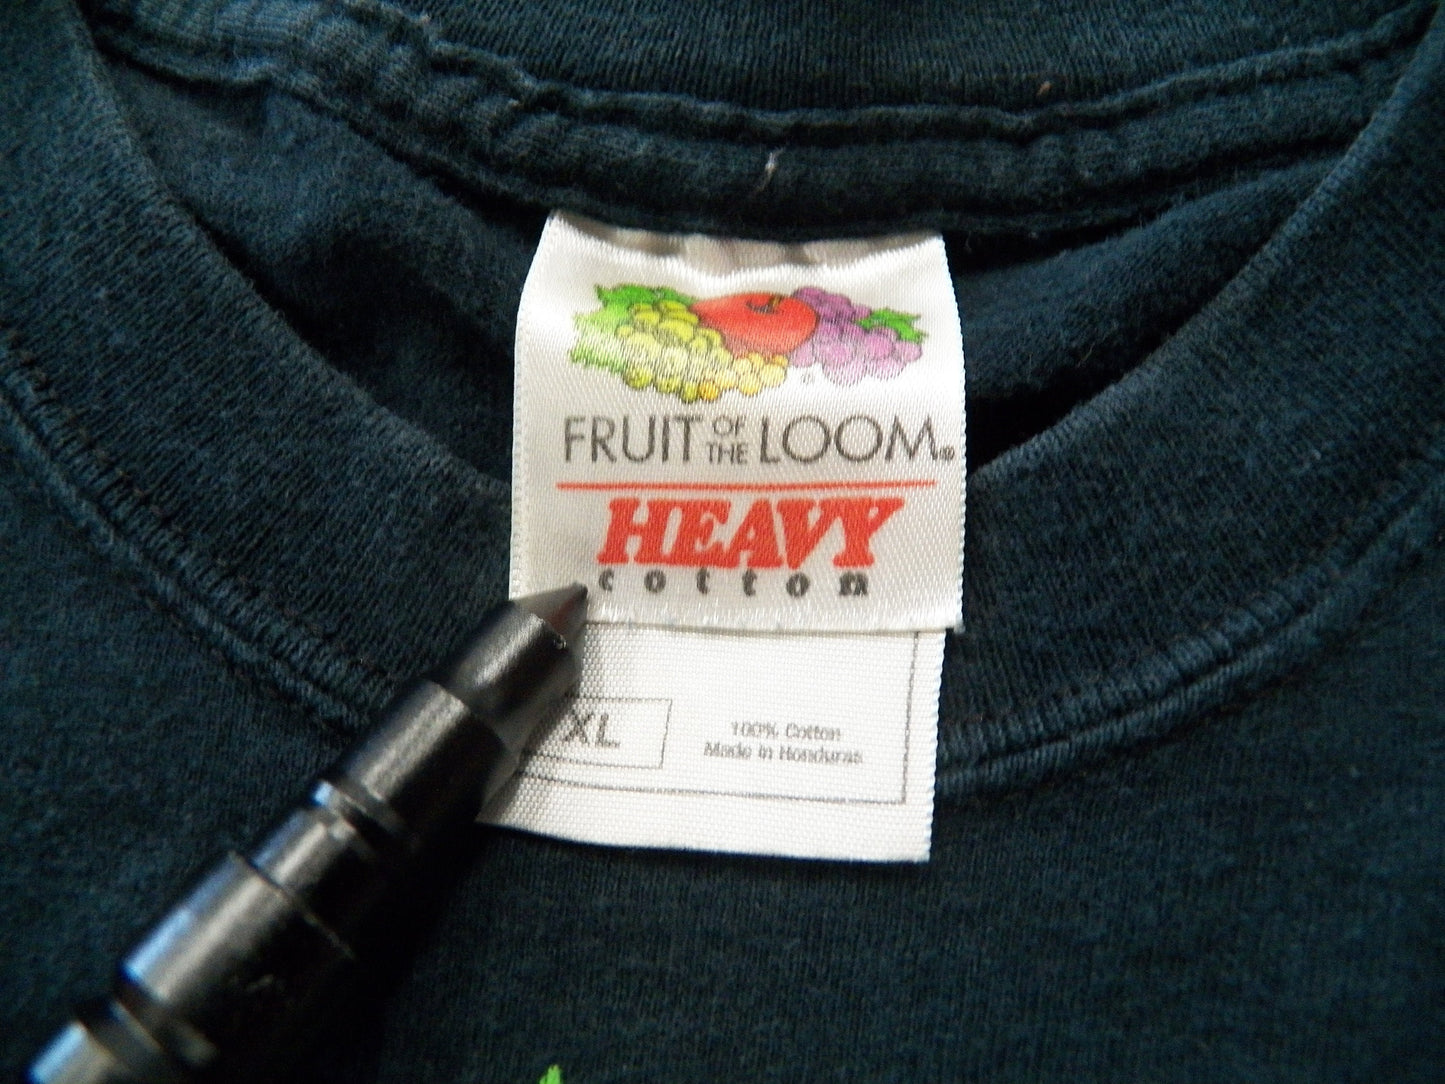 FRUIT OF THE LOOM®
HEAVY
cotton
XL
100% Cotton
Made in Honduras